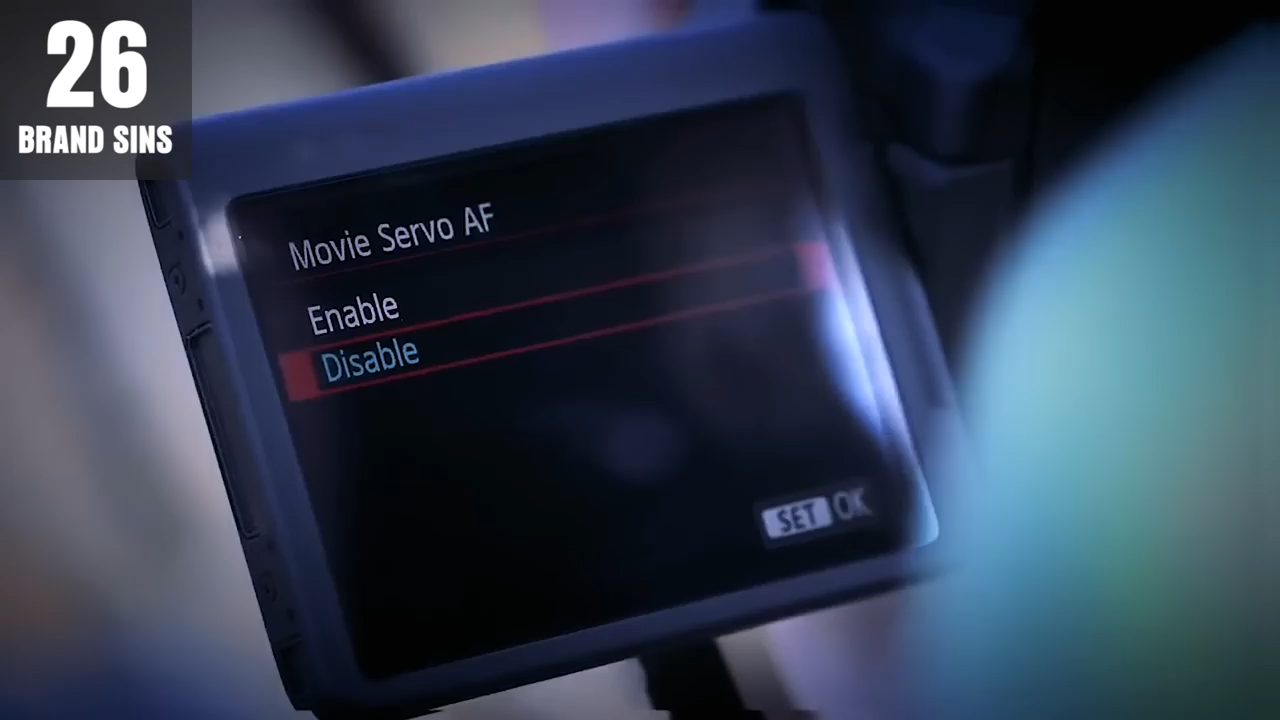 26
BRAND SINS
Movie Servo AF
Enable
Disable
SET OK